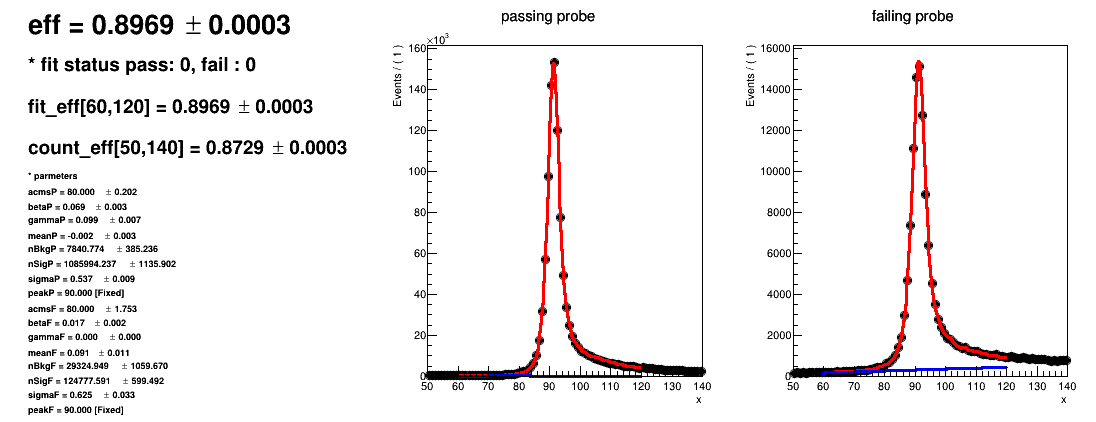 eff = 0.8969 ± 0.0003
* fit status pass: 0, fail : 0
fit_eff[60,120] = 0.8969 ± 0.0003
count_eff[50,140] = 0.8729 ± 0.0003
* parmeters
acmsP = 80.000 ± 0.202
betaP = 0.069 ± 0.003
gammaP = 0.099 ± 0.007
meanP = -0.002 ± 0.003
nBkgP = 7840.774 ± 385.236
nSigP = 1085994.237 ± 1135.902
sigmaP = 0.537 ± 0.009
peakP = 90.000 [Fixed]
acmsF = 80.000 ± 1.753
betaF = 0.017 ± 0.002
gammaF = 0.000 ± 0.000
meanF = 0.091 ± 0.011
nBkgF = 29324.949 ± 1059.670
nSigF = 124777.591 ± 599.492
sigmaF = 0.625 ± 0.033
peakF = 90.000 [Fixed]
passing probe
×10³
Events / ( 1 )
160
140
120
100
80
60
40
20
0
50 60 70 80 90 100 110 120 130 140
x
failing probe
Events / ( 1 )
16000
14000
12000
10000
8000
6000
4000
2000
0
50 60 70 80 90 100 110 120 130 140
x